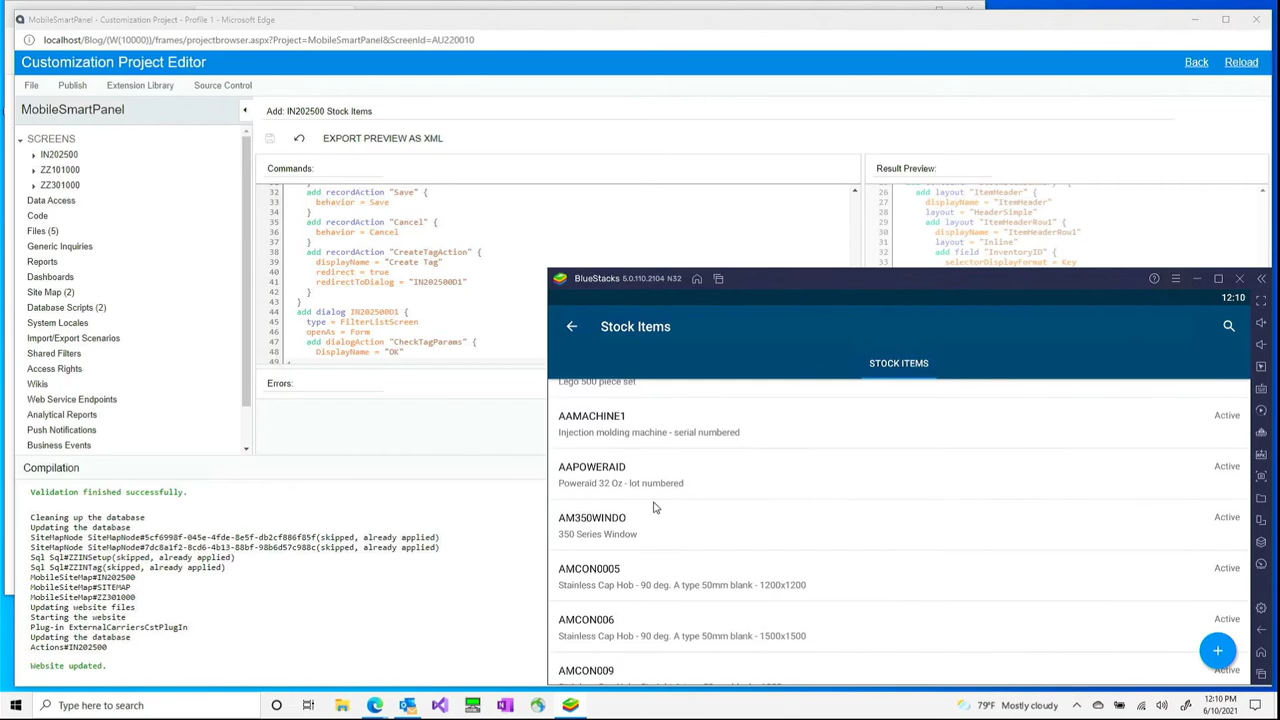 MobileSmartPanel - Customization Project - Profile 1 - Microsoft Edge
localhost/Blog/(W(10000))/frames/projectbrowser.aspx?Project=MobileSmartPanel&ScreenId=AU220010
Customization Project Editor
Back
Reload
File
Publish
Extension Library
Source Control
MobileSmartPanel
SCREENS
IN202500
ZZ101000
ZZ301000
Data Access
Code
Files (5)
Generic Inquiries
Reports
Dashboards
Site Map (2)
Database Scripts (2)
System Locales
Import/Export Scenarios
Shared Filters
Access Rights
Wikis
Web Service Endpoints
Analytical Reports
Push Notifications
Business Events
Add: IN202500 Stock Items
EXPORT PREVIEW AS XML
Commands:
32 add recordAction "Save" {
33 behavior = Save
34 }
35 add recordAction "Cancel" {
36 behavior = Cancel
37 }
38 add recordAction "CreateTagAction" {
39 displayName = "Create Tag"
40 redirect = true
41 redirectToDialog = "IN202500D1"
42 }
43 }
44 add dialog IN202500D1 {
45 type = FilterListScreen
46 openAs = Form
47 add dialogAction "CheckTagParams" {
48 DisplayName = "OK"
49
Errors:
Result Preview:
26 add layout "ItemHeader" {
27 displayName = "ItemHeader"
28 layout = "HeaderSimple"
29 add layout "ItemHeaderRow1" {
30 displayName = "ItemHeaderRow1"
31 layout = "Inline"
32 add field "InventoryID" {
33 selectorDisplayFormat = Key
Compilation
Validation finished successfully.
Cleaning up the database
Updating the database
SiteMapNode SiteMapNode#5cf6998f-045e-4fde-8e5f-db2cf886f85f(skipped, already applied)
SiteMapNode SiteMapNode#7dc8a1f2-8cd6-4b13-88bf-98b6d57c988c(skipped, already applied)
Sql Sql#ZZINSetup(skipped, already applied)
Sql Sql#ZZINTag(skipped, already applied)
MobileSiteMap#IN202500
MobileSiteMap#SITEMAP
MobileSiteMap#ZZ301000
Updating website files
Starting the website
Plug-in ExternalCarriersCstPlugIn
Updating the database
Actions#IN202500
Website updated.
BlueStacks 5.0.110.2104 N32
12:10
Stock Items
STOCK ITEMS
Lego 500 piece set
AAMACHINE1
Active
Injection molding machine - serial numbered
AAPOWERAID
Active
Poweraid 32 Oz - lot numbered
AM350WINDO
Active
350 Series Window
AMCON0005
Active
Stainless Cap Hob - 90 deg. A type 50mm blank - 1200x1200
AMCON006
Active
Stainless Cap Hob - 90 deg. A type 50mm blank - 1500x1500
AMCON009
Active
Type here to search
79°F Mostly cloudy
12:10 PM
6/10/2021